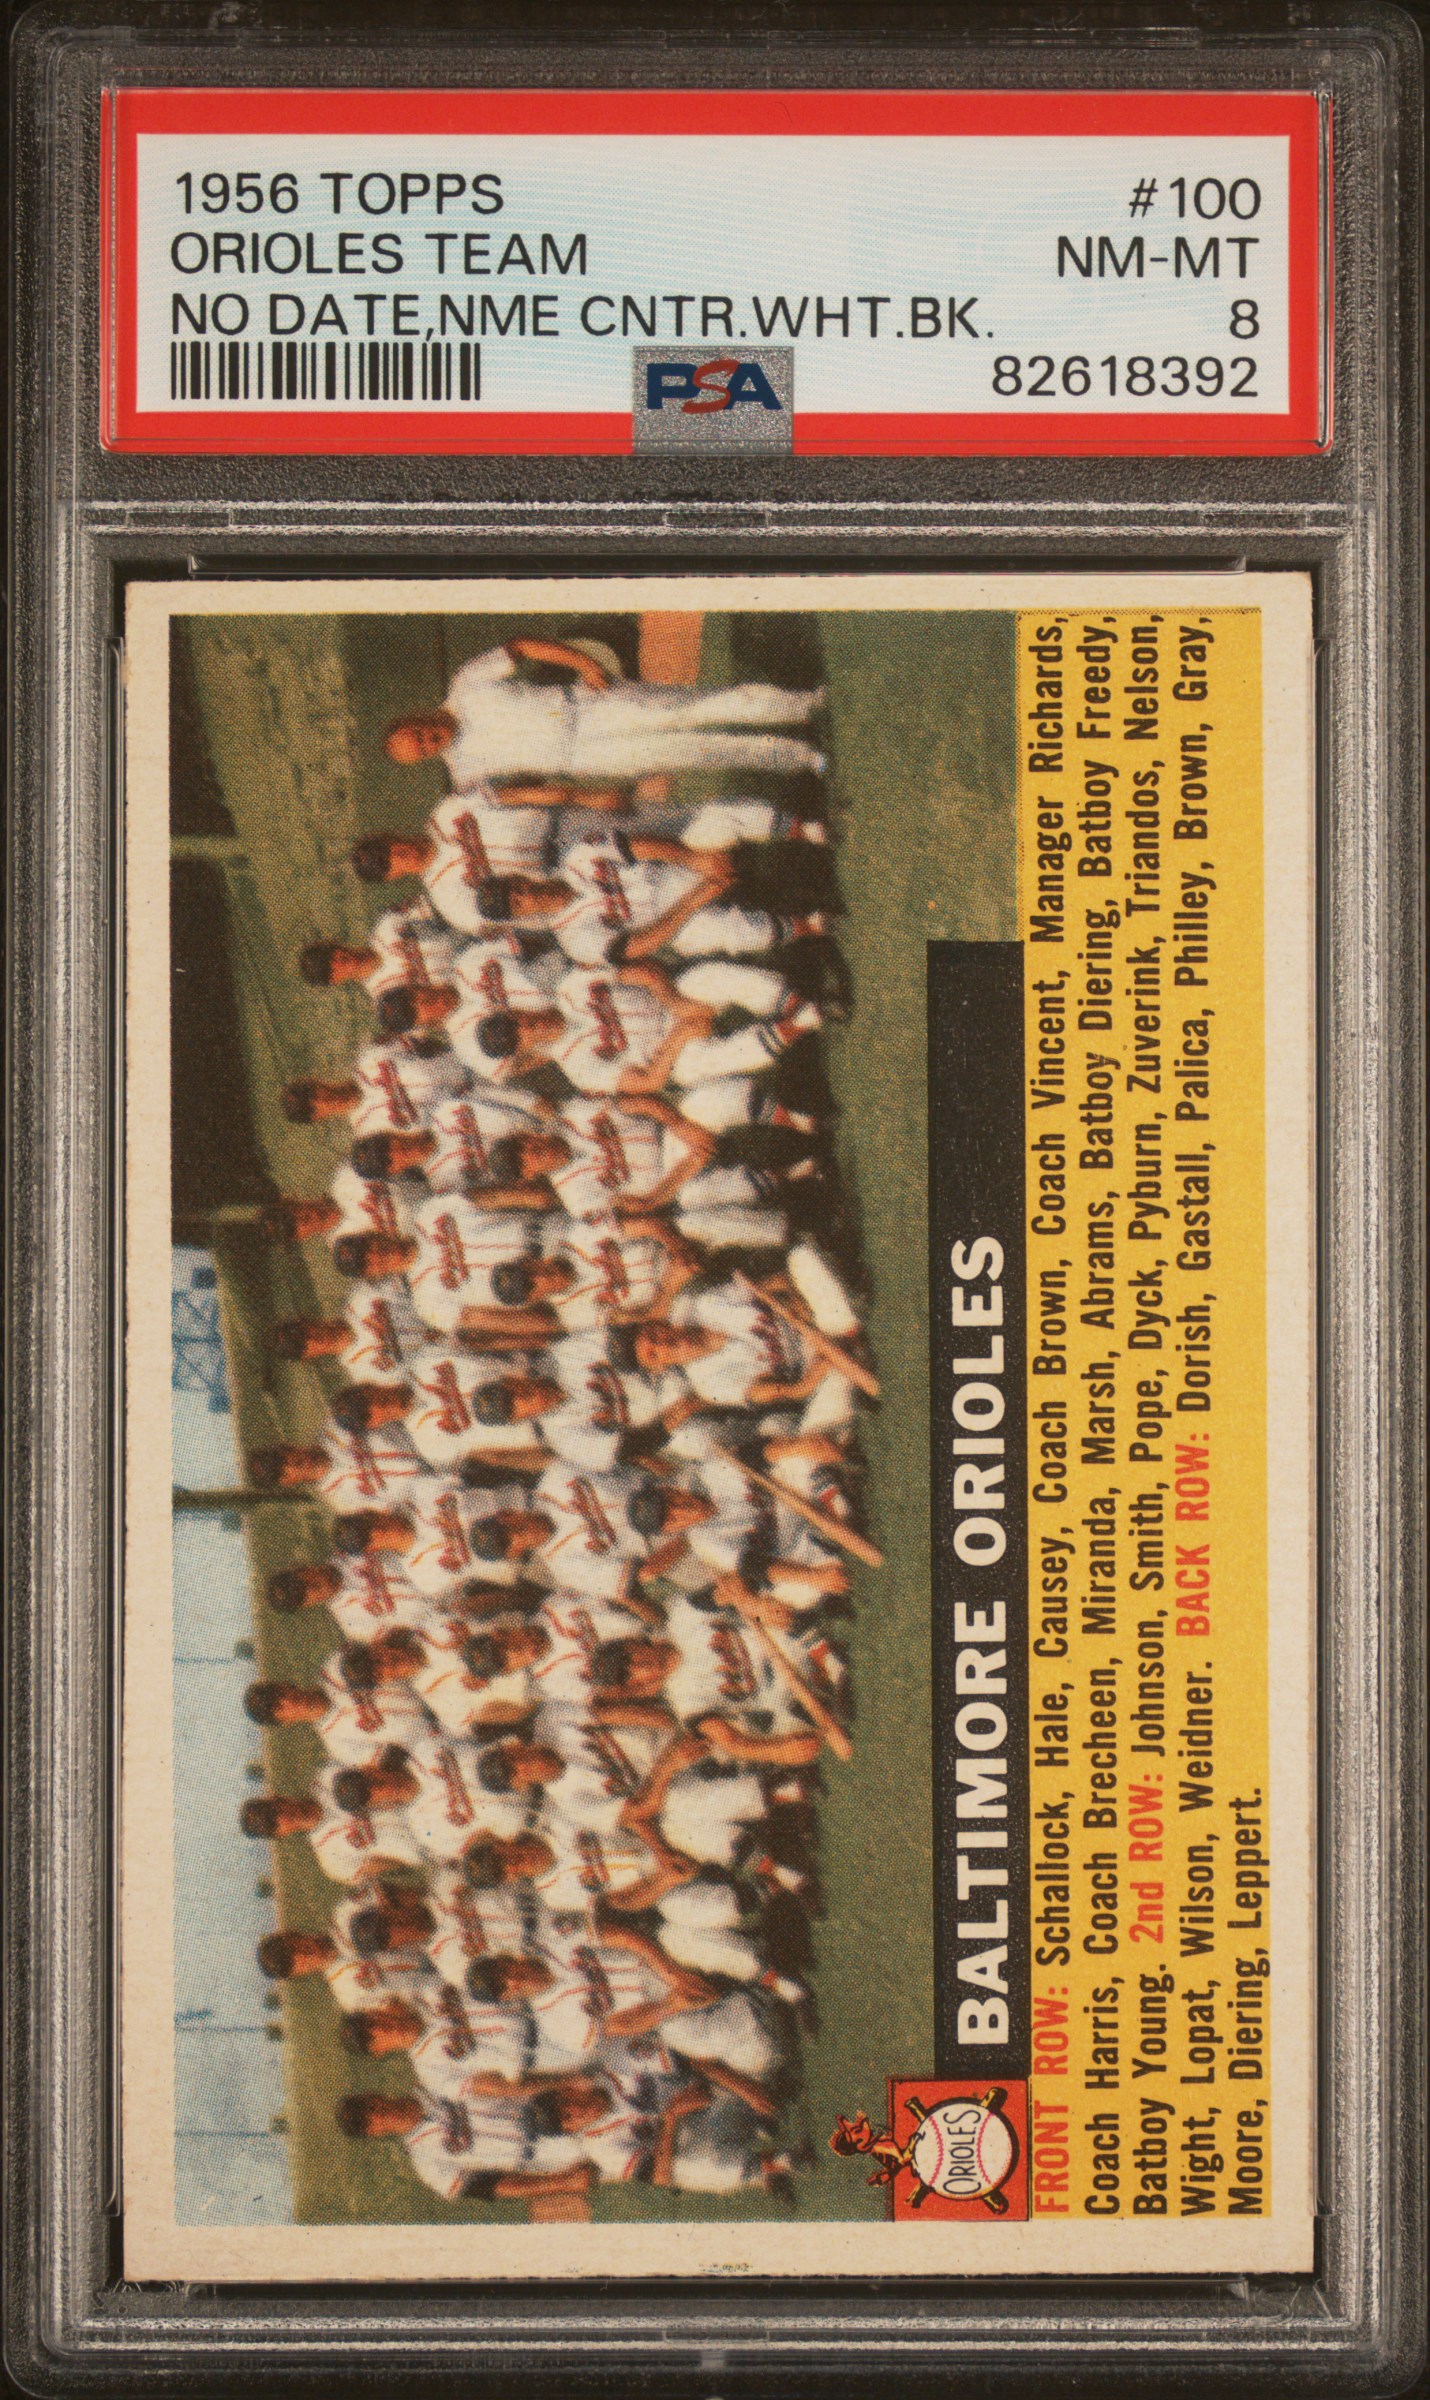 1956 TOPPS #100
ORIOLES TEAM NM-MT
NO DATE,NME CNTR.WHT.BK. 8
PSA 82618392
BALTIMORE ORIOLES
ORIOLES
FRONT ROW: Schallock, Hale, Causey, Coach Brown, Coach Vincent, Manager Richards,
Coach Harris, Coach Brecheen, Miranda, Marsh, Abrams, Batboy Diering, Batboy Freedy,
Batboy Young. 2nd ROW: Johnson, Smith, Pope, Dyck, Pyburn, Zuverink, Triandos, Nelson,
Wight, Lopat, Wilson, Weidner. BACK ROW: Dorish, Gastall, Palica, Philley, Brown, Gray,
Moore, Diering, Leppert.